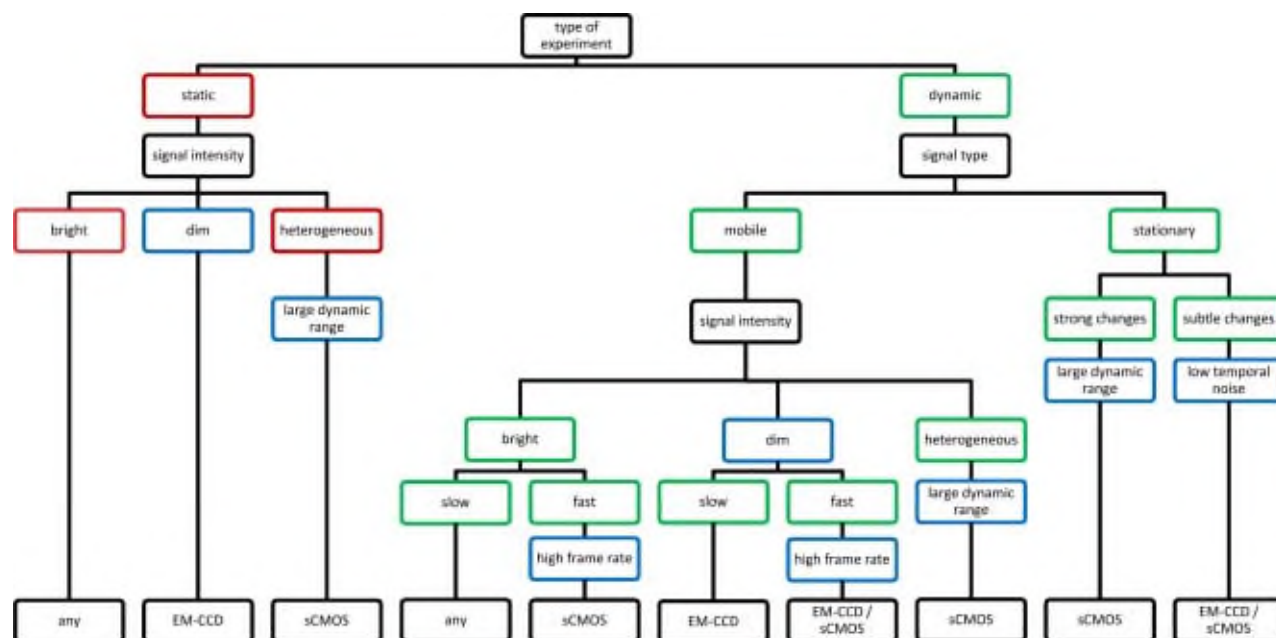 type of
experiment
static
dynamic
signal intensity
signal type
bright
dim
heterogeneous
mobile
stationary
large dynamic
range
signal intensity
strong changes
subtle changes
large dynamic
range
low temporal
noise
bright
dim
heterogeneous
slow
fast
slow
fast
large dynamic
range
high frame rate
high frame rate
any
EM-CCD
sCMOS
any
sCMOS
EM-CCD
EM-CCD /
sCMOS
sCMOS
sCMOS
EM-CCD /
sCMOS